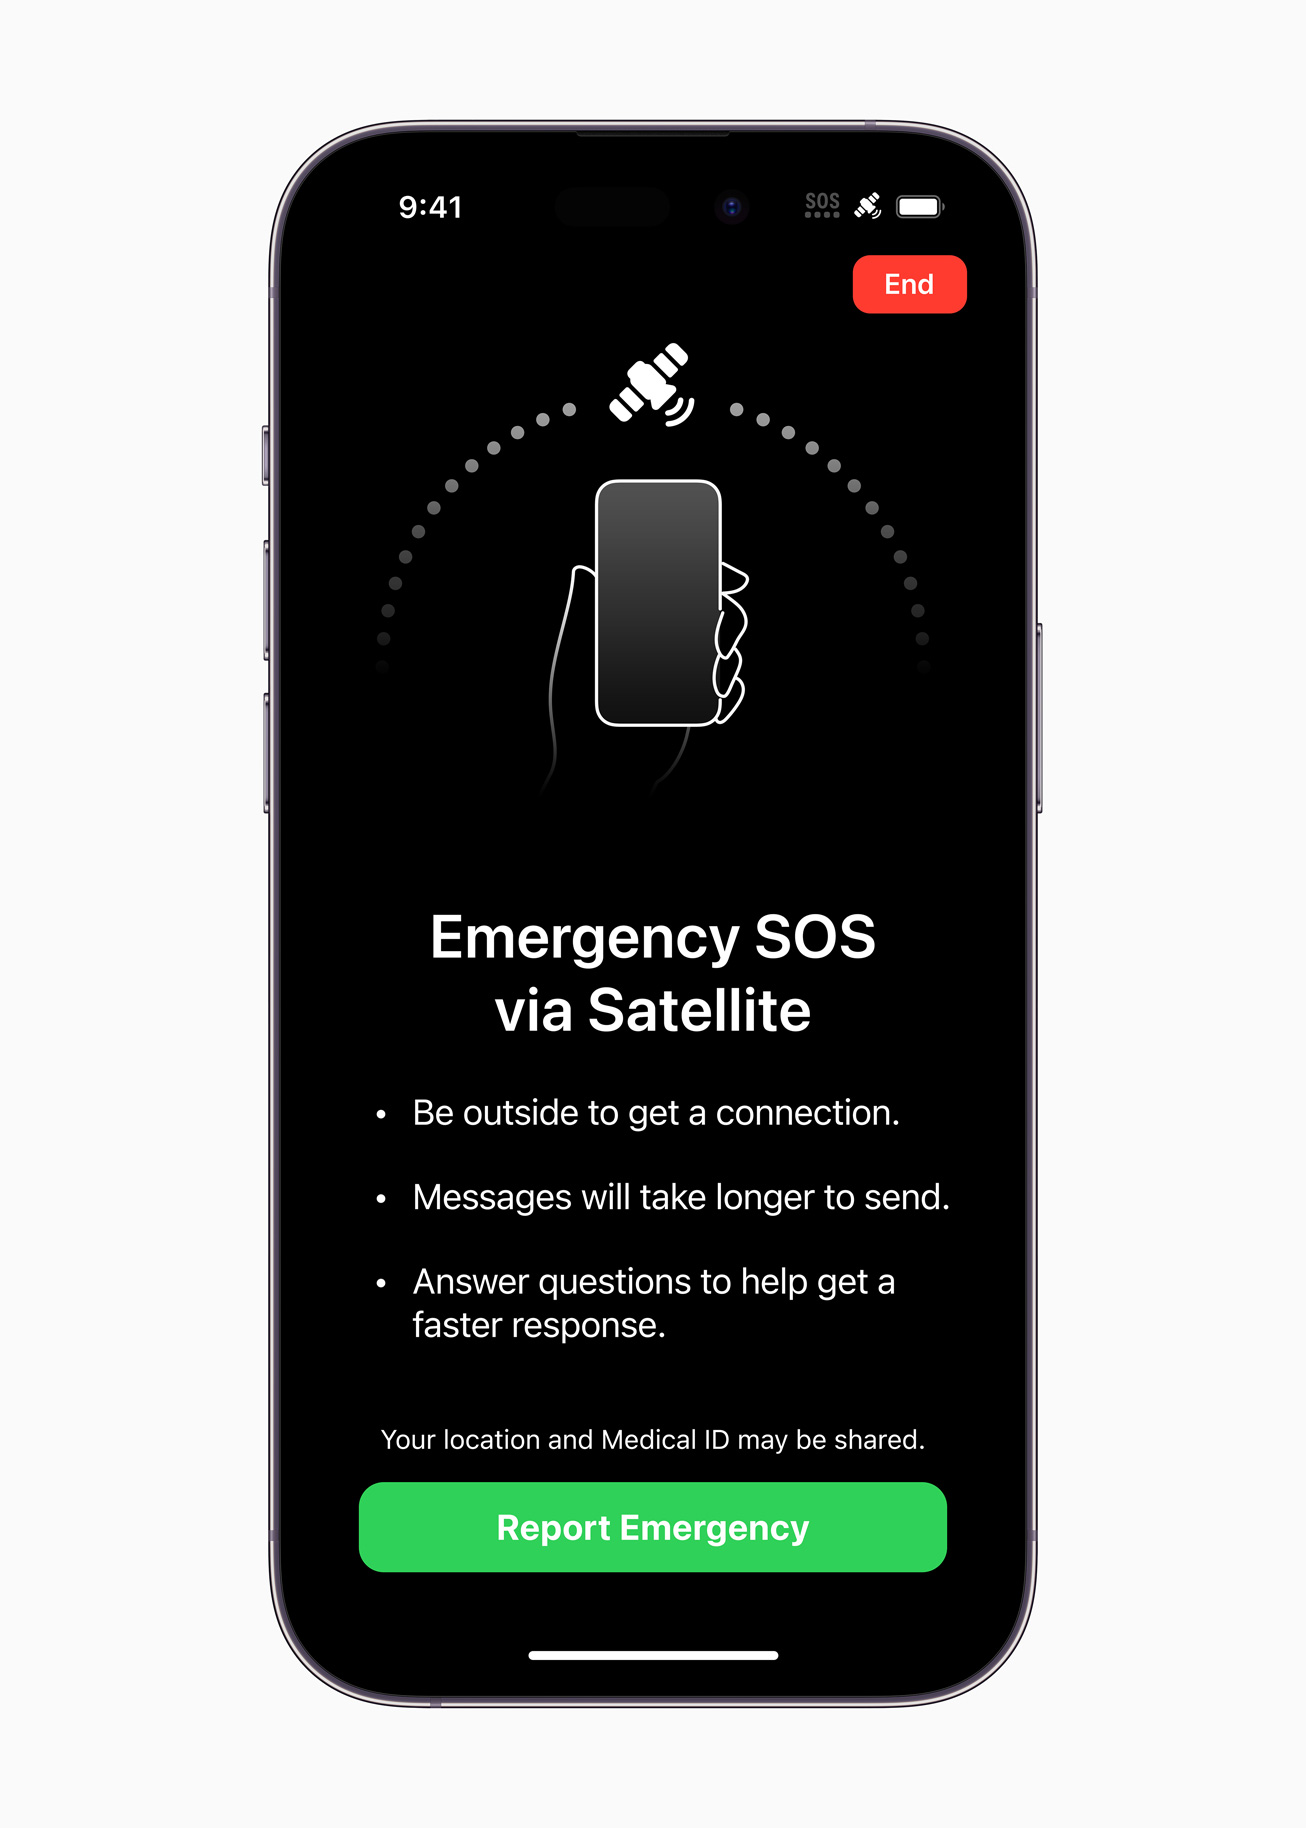 9:41
SOS
End
Emergency SOS
via Satellite
• Be outside to get a connection.
• Messages will take longer to send.
• Answer questions to help get a
faster response.
Your location and Medical ID may be shared.
Report Emergency